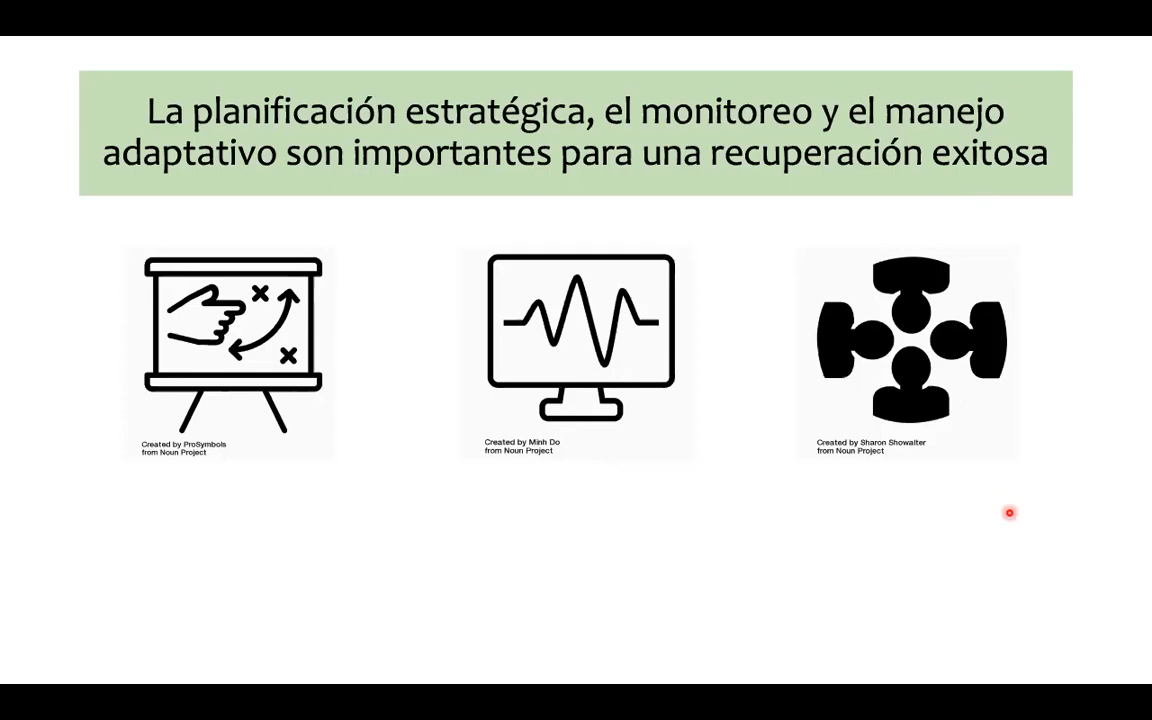 La planificación estratégica, el monitoreo y el manejo
adaptativo son importantes para una recuperación exitosa
Created by ProSymbols
from Noun Project
Created by Minh Do
from Noun Project
Created by Sharon Showalter
from Noun Project